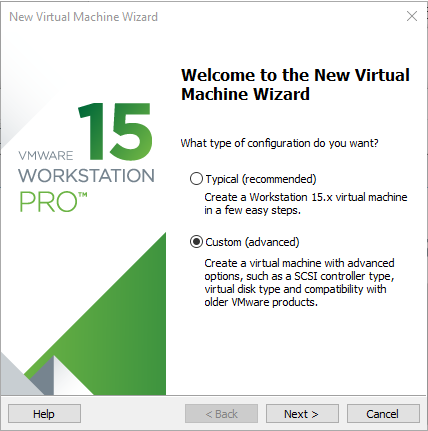 New Virtual Machine Wizard
Welcome to the New Virtual
Machine Wizard
15
VMWARE
WORKSTATION
PRO™
What type of configuration do you want?
Typical (recommended)
Create a Workstation 15.x virtual machine
in a few easy steps.
Custom (advanced)
Create a virtual machine with advanced
options, such as a SCSI controller type,
virtual disk type and compatibility with
older VMware products.
Help
< Back
Next >
Cancel